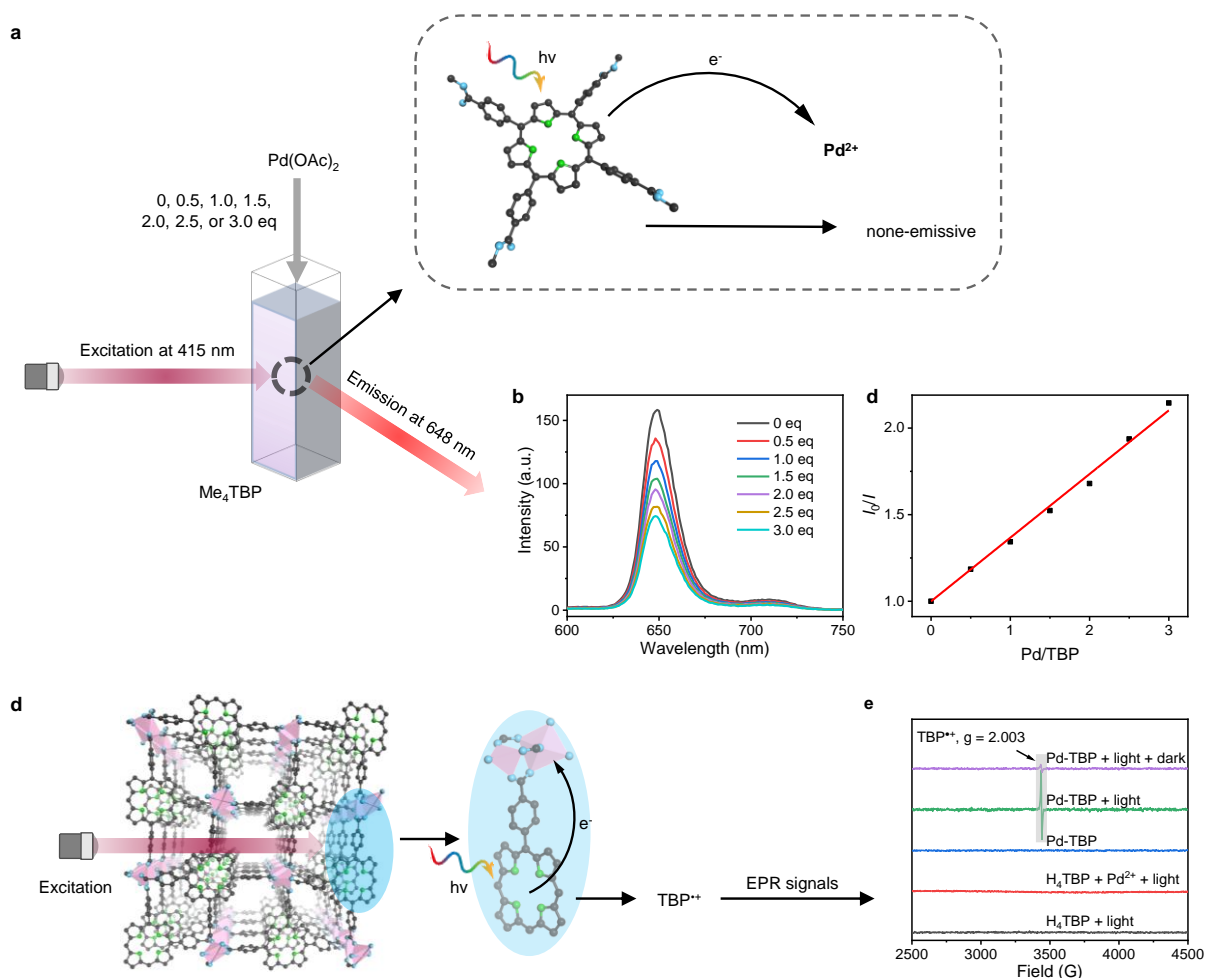 a
hv
e-
Pd2+
none-emissive
Pd(OAc)2
0, 0.5, 1.0, 1.5,
2.0, 2.5, or 3.0 eq
Excitation at 415 nm
Emission at 648 nm
Me4TBP
b
150
100
50
0
Intensity (a.u.)
600
650
700
750
Wavelength (nm)
0 eq
0.5 eq
1.0 eq
1.5 eq
2.0 eq
2.5 eq
3.0 eq
d
2.0
1.5
1.0
I0/I
0
1
2
3
Pd/TBP
d
Excitation
hv
e-
TBP•+
EPR signals
e
TBP•+, g = 2.003
Pd-TBP + light + dark
Pd-TBP + light
Pd-TBP
H4TBP + Pd2+ + light
H4TBP + light
2500
3000
3500
4000
4500
Field (G)